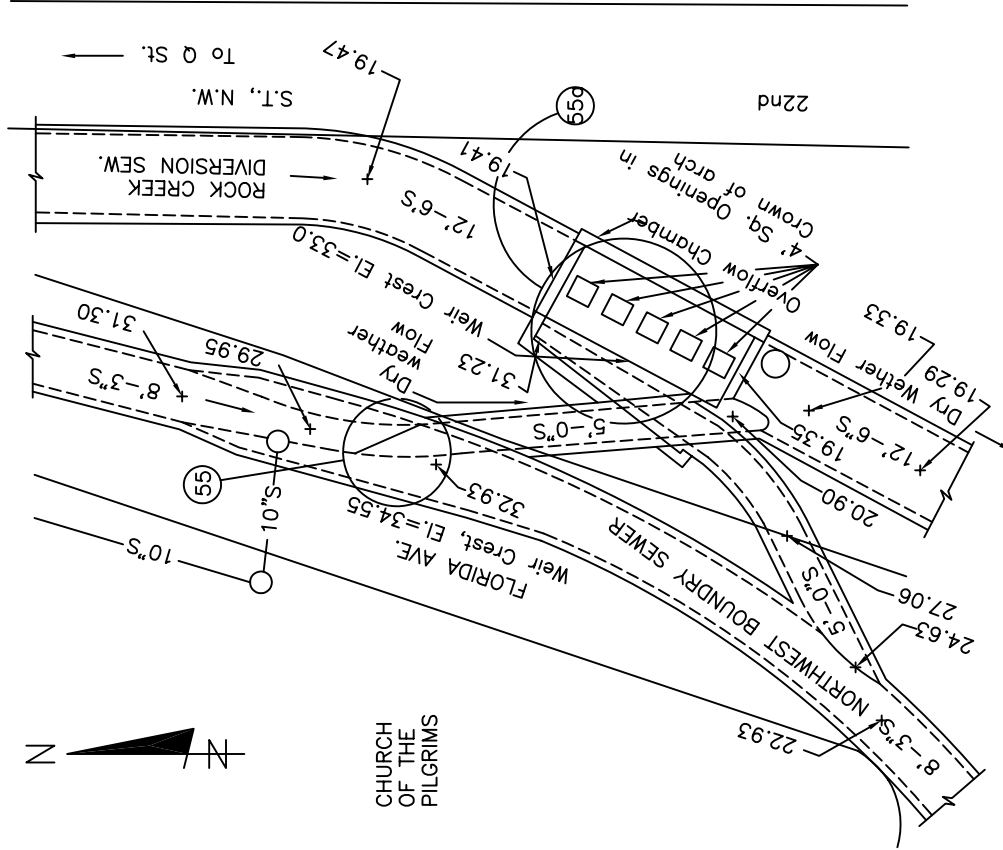 To Q St.
19.47
S.T., N.W.
22nd
55a
ROCK CREEK
DIVERSION SEW.
19.41
12'-6"S
4' Sq. Openings in
Crown of arch
Overflow Chamber
Weir Crest El.=33.0
31.30
29.95
8'-3"S
Dry
weather
Flow
31.23
19.33
19.29
Dry Wether Flow
12'-6"S
19.35
20.90
5'-0"S
55
10"S
10"S
32.93
Weir Crest, El.=34.55
FLORIDA AVE.
NORTHWEST BOUNDRY SEWER
5'-0"S
27.06
24.63
22.93
8'-3"S
N
N
CHURCH
OF THE
PILGRIMS